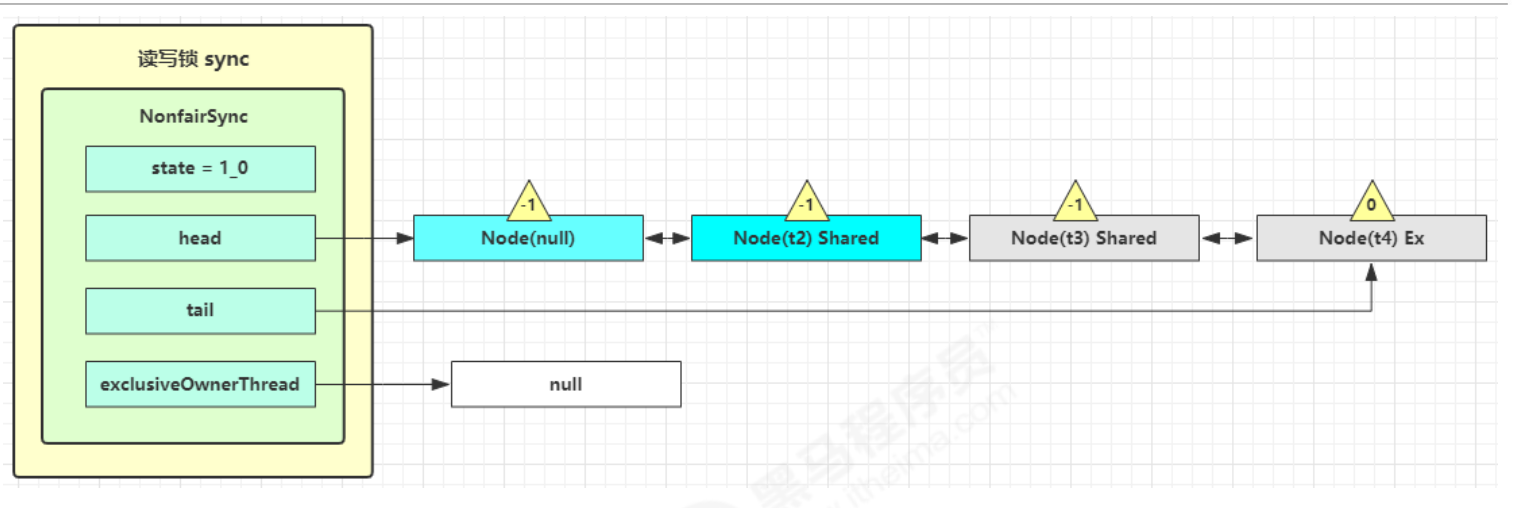 读写锁 sync
NonfairSync
state = 1_0
head
tail
exclusiveOwnerThread
-1
Node(null)
-1
Node(t2) Shared
-1
Node(t3) Shared
0
Node(t4) Ex
null
黑马程序员
www.itheima.com